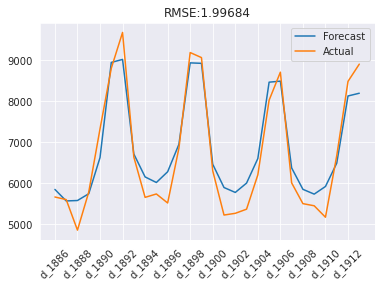 RMSE:1.99684
Forecast
Actual
9000
8000
7000
6000
5000
d_1886
d_1888
d_1890
d_1892
d_1894
d_1896
d_1898
d_1900
d_1902
d_1904
d_1906
d_1908
d_1910
d_1912